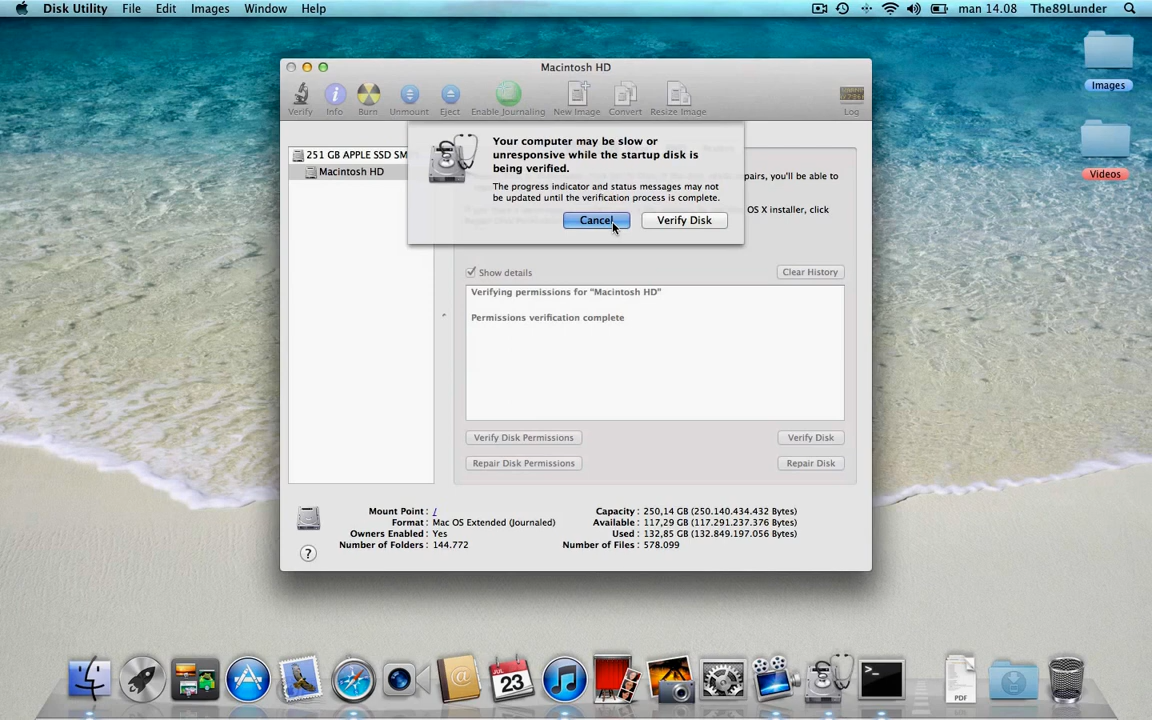 Disk Utility File Edit Images Window Help man 14.08 The89Lunder
Macintosh HD
Verify Info Burn Unmount Eject Enable Journaling New Image Convert Resize Image Log
Images
Videos
251 GB APPLE SSD SM
Macintosh HD
Your computer may be slow or
unresponsive while the startup disk is
being verified.
The progress indicator and status messages may not
be updated until the verification process is complete.
Cancel Verify Disk
pairs, you'll be able to
OS X installer, click
Show details Clear History
Verifying permissions for "Macintosh HD"
Permissions verification complete
Verify Disk Permissions Verify Disk
Repair Disk Permissions Repair Disk
Mount Point : / Capacity : 250,14 GB (250.140.434.432 Bytes)
Format : Mac OS Extended (Journaled) Available : 117,29 GB (117.291.237.376 Bytes)
Owners Enabled : Yes Used : 132,85 GB (132.849.197.056 Bytes)
Number of Folders : 144.772 Number of Files : 578.099
?
JUL
23
PDF